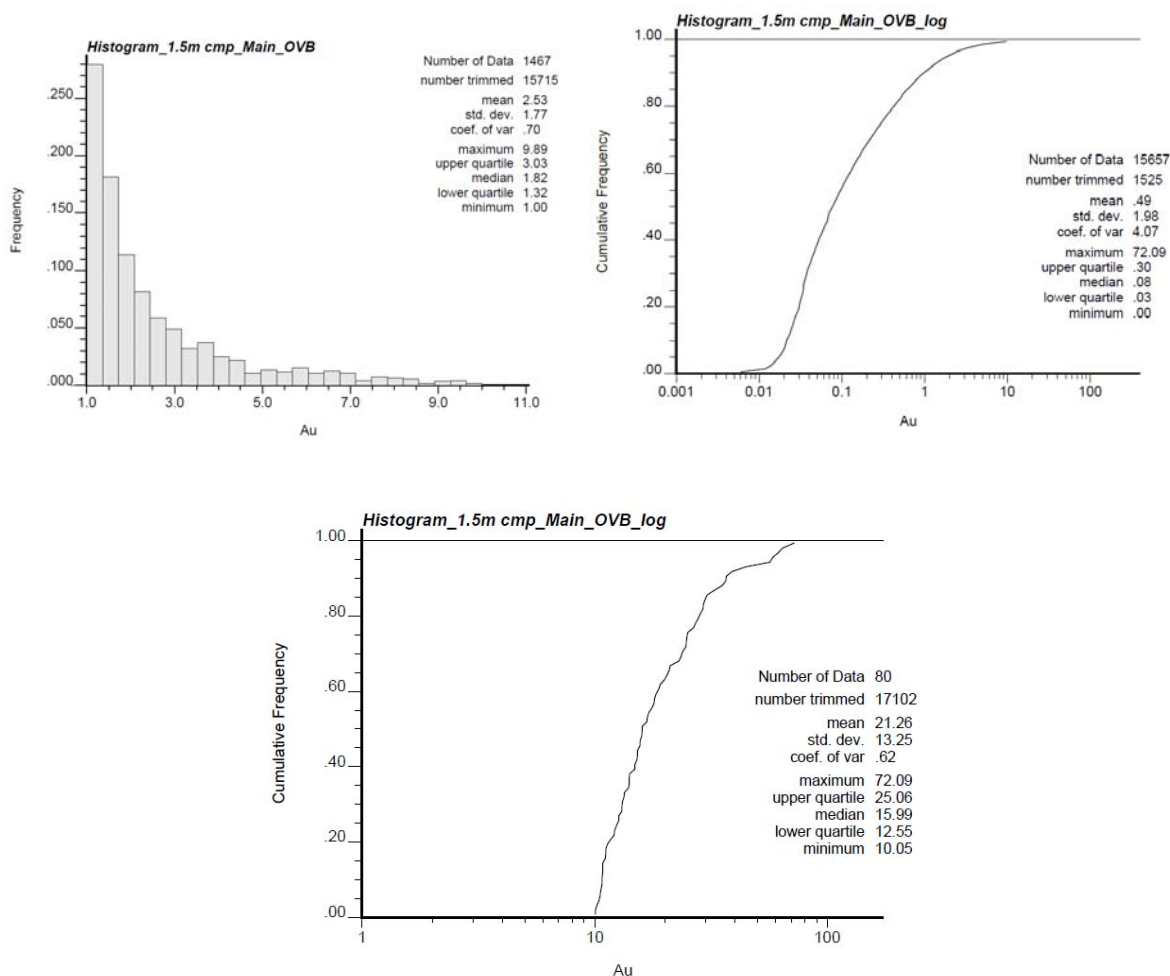 Histogram_1.5m cmp_Main_OVB
Number of Data 1467
number trimmed 15715
mean 2.53
std. dev. 1.77
coef. of var .70
maximum 9.89
upper quartile 3.03
median 1.82
lower quartile 1.32
minimum 1.00
Frequency
.250
.200
.150
.100
.050
.000
1.0 3.0 5.0 7.0 9.0 11.0
Au
Histogram_1.5m cmp_Main_OVB_log
1.00
.80
.60
.40
.20
.00
Cumulative Frequency
Number of Data 15657
number trimmed 1525
mean .49
std. dev. 1.98
coef. of var 4.07
maximum 72.09
upper quartile .30
median .08
lower quartile .03
minimum .00
0.001 0.01 0.1 1 10 100
Au
Histogram_1.5m cmp_Main_OVB_log
1.00
.80
.60
.40
.20
.00
Cumulative Frequency
Number of Data 80
number trimmed 17102
mean 21.26
std. dev. 13.25
coef. of var .62
maximum 72.09
upper quartile 25.06
median 15.99
lower quartile 12.55
minimum 10.05
1 10 100
Au